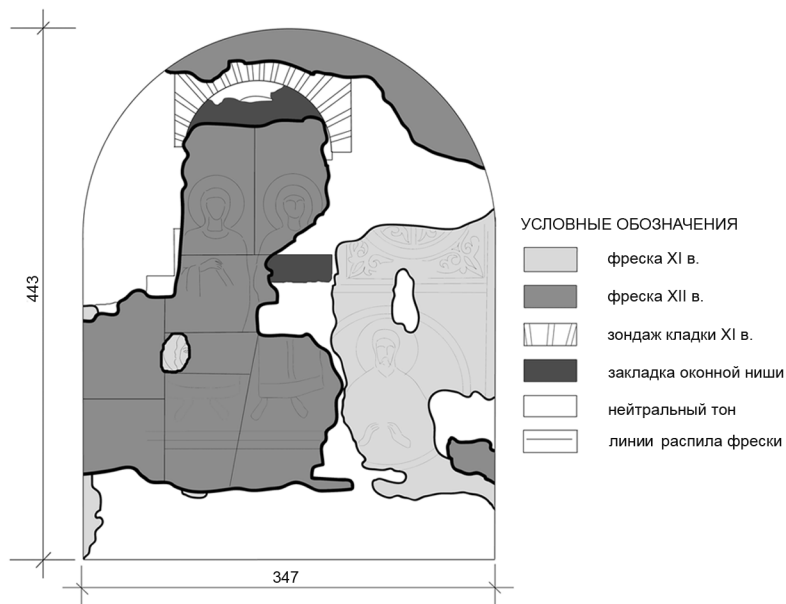 443
347
УСЛОВНЫЕ ОБОЗНАЧЕНИЯ
фреска XI в.
фреска XII в.
зондаж кладки XI в.
закладка оконной ниши
нейтральный тон
линии распила фрески